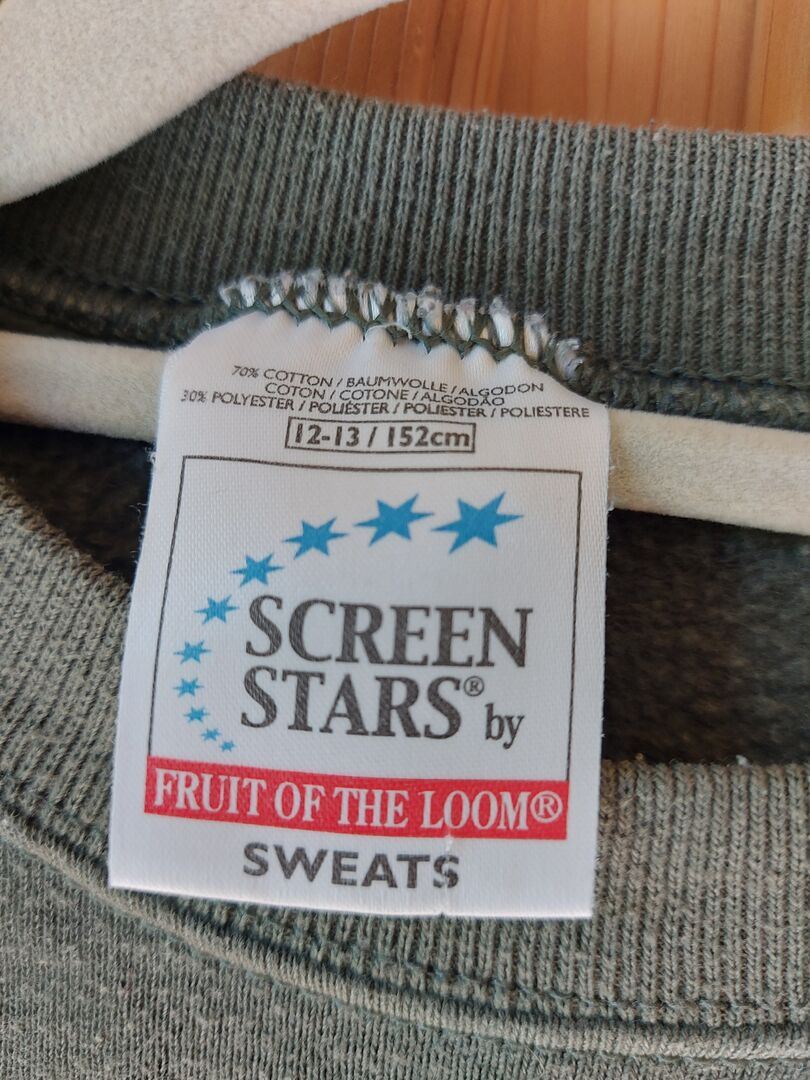 70% COTTON / BAUMWOLLE / ALGODON
COTON / COTONE / ALGODÃO
30% POLYESTER / POLIÉSTER / POLIESTER / POLIESTERE
12-13 / 152cm
SCREEN
STARS® by
FRUIT OF THE LOOM®
SWEATS